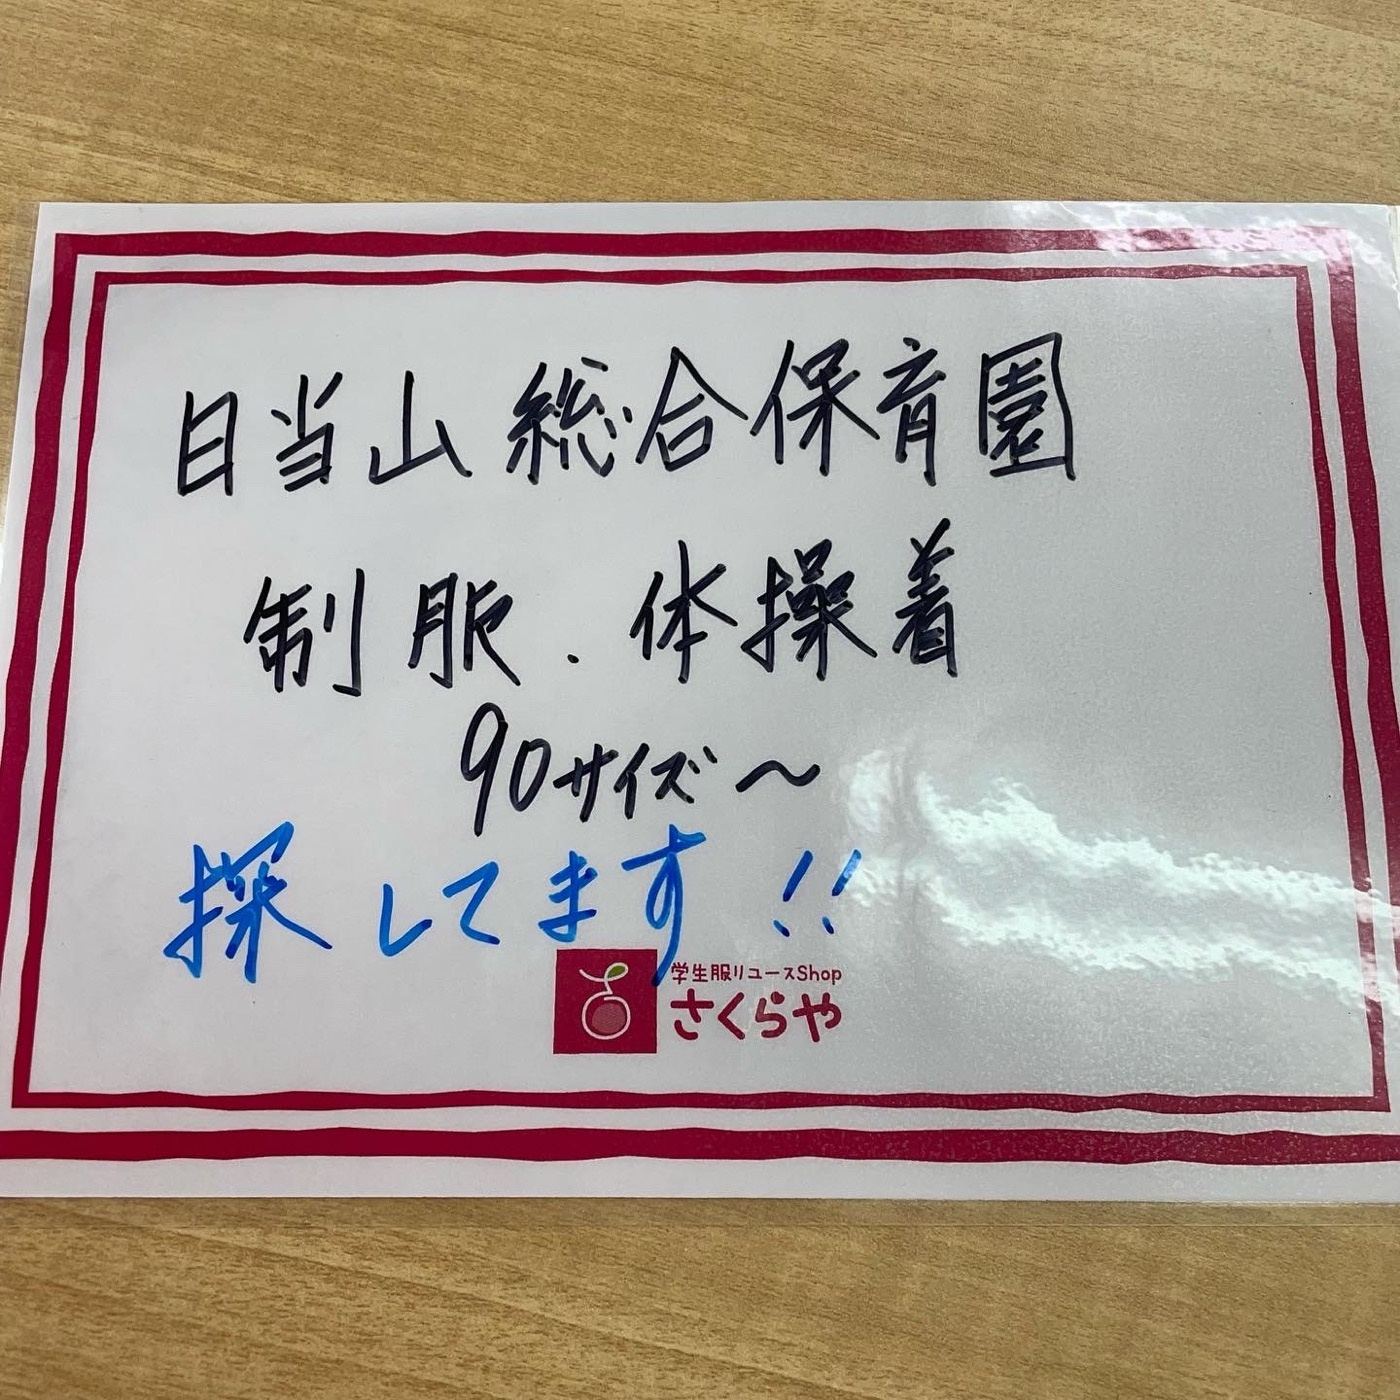 日当山総合保育園
制服.体操着
90サイズ～
探してます!!
学生服リユースShop
さくらや